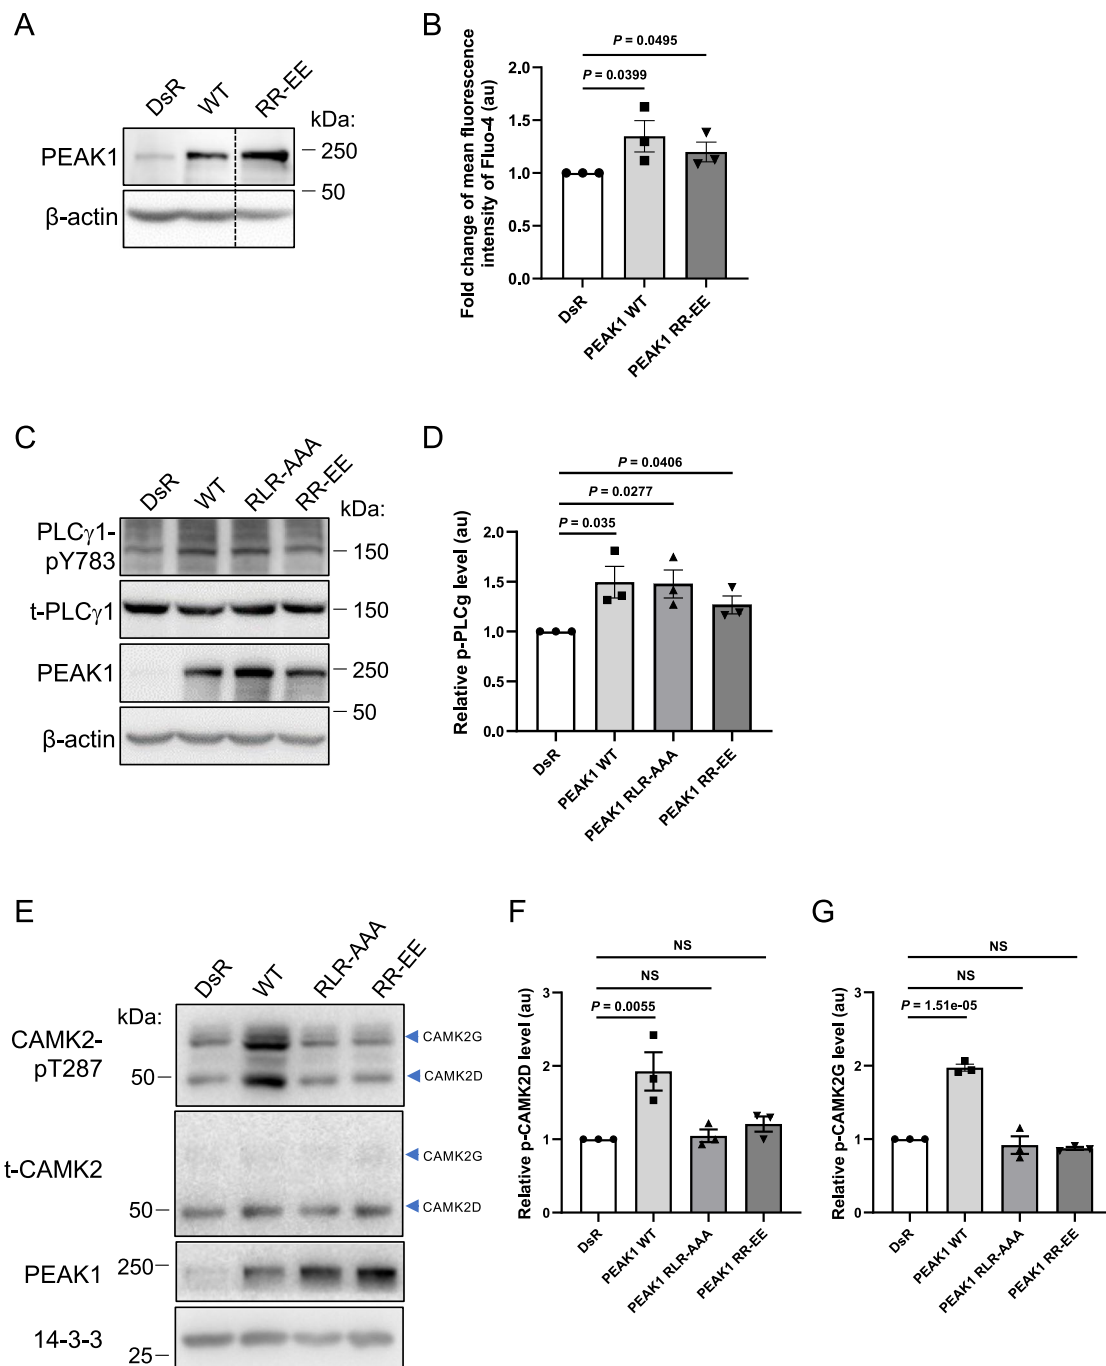 A
DsR
WT
RR-EE
kDa:
PEAK1
250
50
β-actin
B
P = 0.0495
P = 0.0399
Fold change of mean fluorescence
intensity of Fluo-4 (au)
2.0
1.5
1.0
0.5
0.0
DsR
PEAK1 WT
PEAK1 RR-EE
C
DsR
WT
RLR-AAA
RR-EE
kDa:
PLCγ1-
pY783
150
t-PLCγ1
150
PEAK1
250
50
β-actin
D
P = 0.0406
P = 0.0277
P = 0.035
Relative p-PLCg level (au)
2.0
1.5
1.0
0.5
0.0
DsR
PEAK1 WT
PEAK1 RLR-AAA
PEAK1 RR-EE
E
DsR
WT
RLR-AAA
RR-EE
kDa:
CAMK2-
pT287
50
CAMK2G
CAMK2D
t-CAMK2
50
CAMK2G
CAMK2D
PEAK1
250
14-3-3
25
F
NS
NS
P = 0.0055
Relative p-CAMK2D level (au)
3
2
1
0
DsR
PEAK1 WT
PEAK1 RLR-AAA
PEAK1 RR-EE
G
NS
NS
P = 1.51e-05
Relative p-CAMK2G level (au)
3
2
1
0
DsR
PEAK1 WT
PEAK1 RLR-AAA
PEAK1 RR-EE